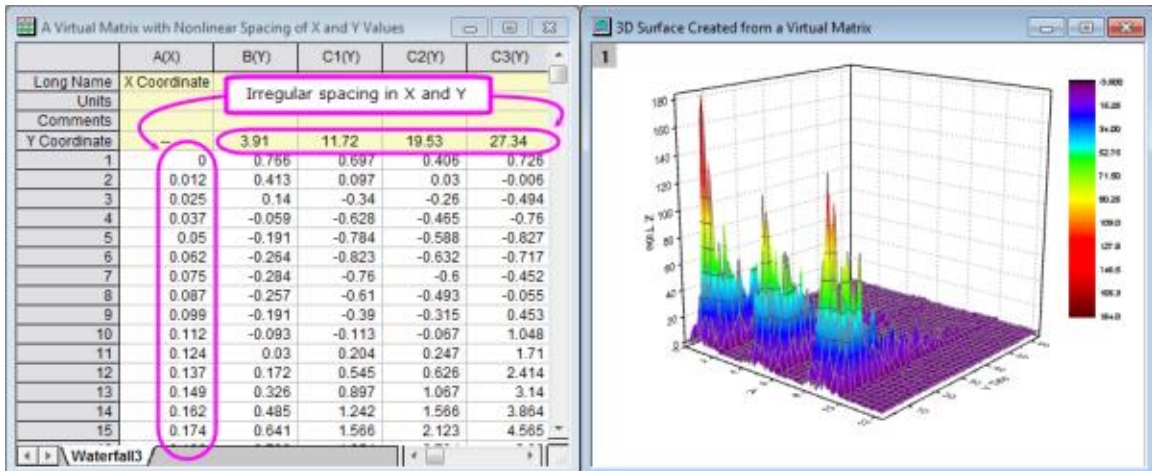 A Virtual Matrix with Nonlinear Spacing of X and Y Values
A(X) B(Y) C1(Y) C2(Y) C3(Y)
Long Name X Coordinate
Irregular spacing in X and Y
Units
Comments
Y Coordinate -- 3.91 11.72 19.53 27.34
1 0 0.766 0.697 0.406 0.726
2 0.012 0.413 0.097 0.03 -0.006
3 0.025 0.14 -0.34 -0.26 -0.494
4 0.037 -0.059 -0.628 -0.465 -0.76
5 0.05 -0.191 -0.784 -0.588 -0.827
6 0.062 -0.264 -0.823 -0.632 -0.717
7 0.075 -0.284 -0.76 -0.6 -0.452
8 0.087 -0.257 -0.61 -0.493 -0.055
9 0.099 -0.191 -0.39 -0.315 0.453
10 0.112 -0.093 -0.113 -0.067 1.048
11 0.124 0.03 0.204 0.247 1.71
12 0.137 0.172 0.545 0.626 2.414
13 0.149 0.326 0.897 1.067 3.14
14 0.162 0.485 1.242 1.566 3.864
15 0.174 0.641 1.566 2.123 4.565
Waterfall3
3D Surface Created from a Virtual Matrix
1
180
160
140
120
100
80
60
40
20
0
16.25
34.00
71.50
109.0
184.0